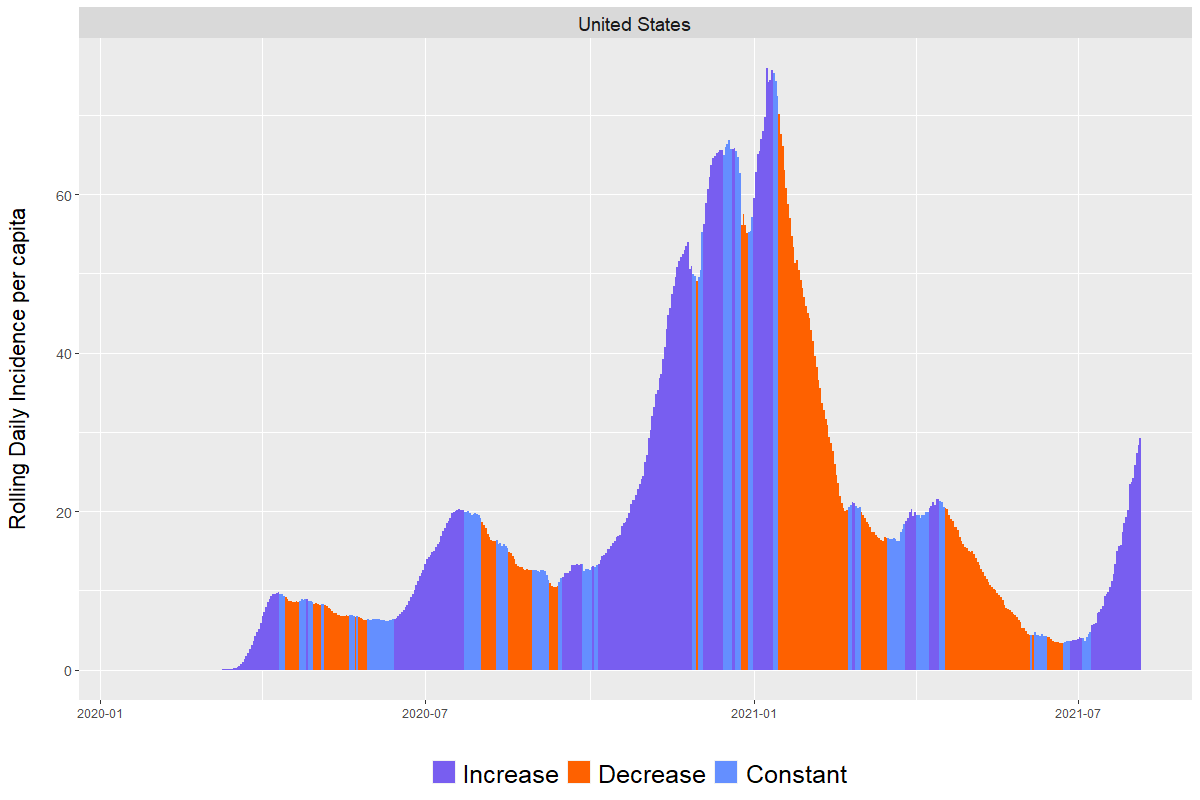 United States
Rolling Daily Incidence per capita
60
40
20
0
2020-01 2020-07 2021-01 2021-07
Increase Decrease Constant